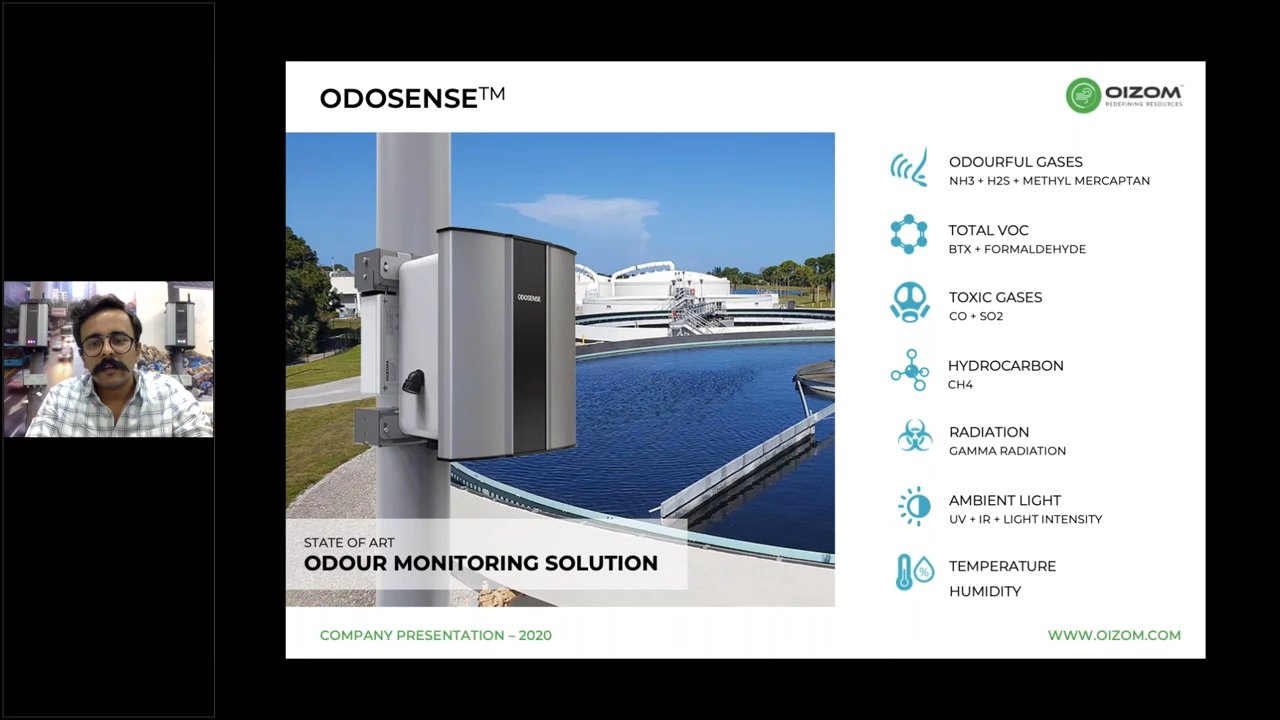 ODOSENSE™
OIZOM™
REDEFINING RESOURCES
ODOSENSE
OIZOM
STATE OF ART
ODOUR MONITORING SOLUTION
ODOURFUL GASES
NH3 + H2S + METHYL MERCAPTAN
TOTAL VOC
BTX + FORMALDEHYDE
TOXIC GASES
CO + SO2
HYDROCARBON
CH4
RADIATION
GAMMA RADIATION
AMBIENT LIGHT
UV + IR + LIGHT INTENSITY
%
TEMPERATURE
HUMIDITY
COMPANY PRESENTATION – 2020
WWW.OIZOM.COM